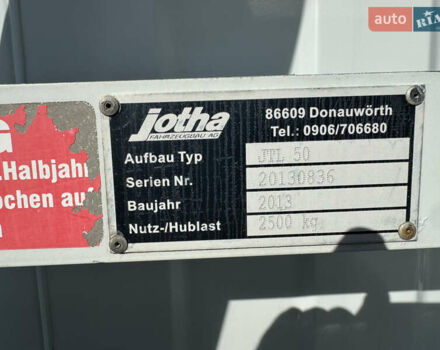 auto RIA
jotha
FAHRZEUGBAU AG
86609 Donauwörth
Tel.: 0906/706680
Aufbau Typ JTL 50
Serien Nr. 20130836
Baujahr 2013
Nutz-/Hublast 2500 kg
G
.Halbjahr
ochen auf
n